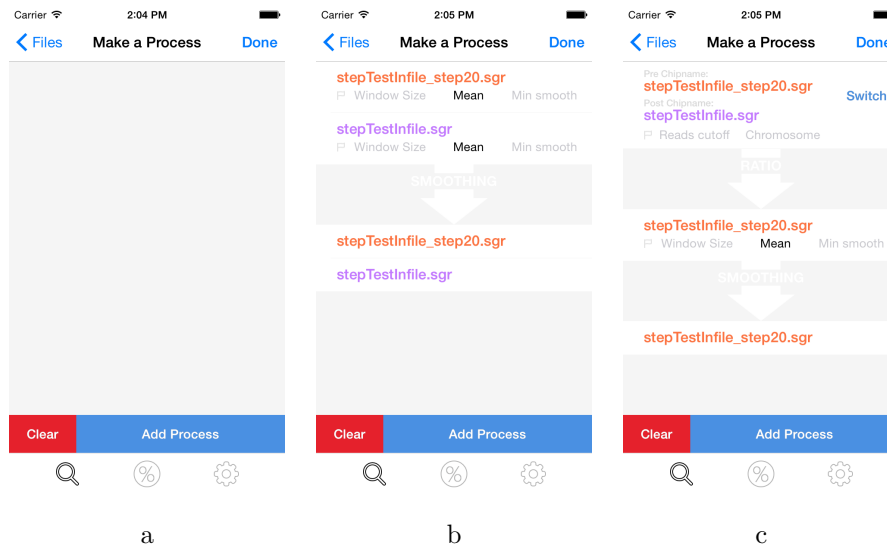 Carrier 2:04 PM
Files Make a Process Done
Clear Add Process
a
Carrier 2:05 PM
Files Make a Process Done
stepTestInfile_step20.sgr
Window Size Mean Min smooth
stepTestInfile.sgr
Window Size Mean Min smooth
SMOOTHING
stepTestInfile_step20.sgr
stepTestInfile.sgr
Clear Add Process
b
Carrier 2:05 PM
Files Make a Process Done
Pre Chipname:
stepTestInfile_step20.sgr
Switch
Post Chipname:
stepTestInfile.sgr
Reads cutoff Chromosome
RATIO
stepTestInfile_step20.sgr
Window Size Mean Min smooth
SMOOTHING
stepTestInfile_step20.sgr
Clear Add Process
c